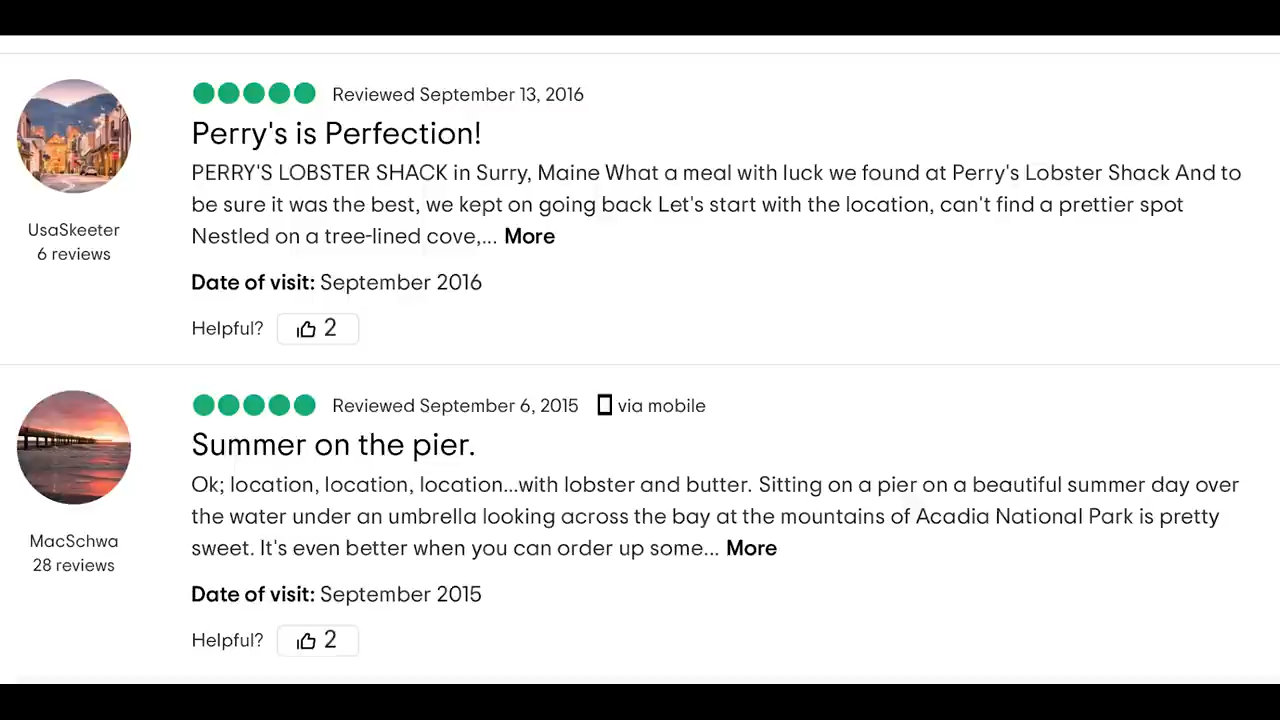 Reviewed September 13, 2016
Perry's is Perfection!
PERRY'S LOBSTER SHACK in Surry, Maine What a meal with luck we found at Perry's Lobster Shack And to
be sure it was the best, we kept on going back Let's start with the location, can't find a prettier spot
Nestled on a tree-lined cove,... More
UsaSkeeter
6 reviews
Date of visit: September 2016
Helpful? 2
Reviewed September 6, 2015 via mobile
Summer on the pier.
Ok; location, location, location...with lobster and butter. Sitting on a pier on a beautiful summer day over
the water under an umbrella looking across the bay at the mountains of Acadia National Park is pretty
sweet. It's even better when you can order up some... More
MacSchwa
28 reviews
Date of visit: September 2015
Helpful? 2